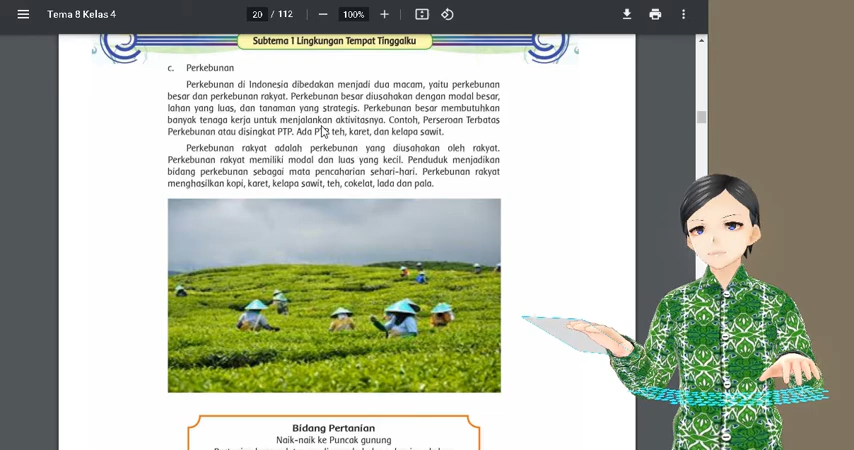 Tema 8 Kelas 4
20 / 112
100%
Subtema 1 Lingkungan Tempat Tinggalku
c. Perkebunan
Perkebunan di Indonesia dibedakan menjadi dua macam, yaitu perkebunan
besar dan perkebunan rakyat. Perkebunan besar diusahakan dengan modal besar,
lahan yang luas, dan tanaman yang strategis. Perkebunan besar membutuhkan
banyak tenaga kerja untuk menjalankan aktivitasnya. Contoh, Perseroan Terbatas
Perkebunan atau disingkat PTP. Ada teh, karet, dan kelapa sawit.
Perkebunan rakyat adalah perkebunan yang diusahakan oleh rakyat.
Perkebunan rakyat memiliki modal dan luas yang kecil. Penduduk menjadikan
bidang perkebunan sebagai mata pencaharian sehari-hari. Perkebunan rakyat
menghasilkan kopi, karet, kelapa sawit, teh, cokelat, lada dan pala.
Bidang Pertanian
Naik-naik ke Puncak gunung